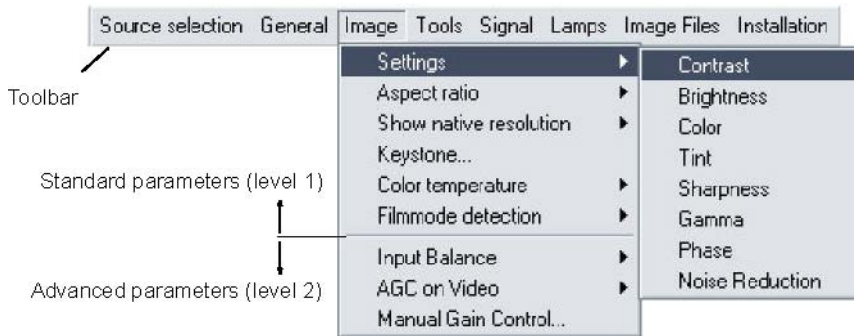 Source selection General Image Tools Signal Lamps Image Files Installation
Toolbar
Settings
Aspect ratio
Show native resolution
Keystone...
Color temperature
Filmmode detection
Input Balance
AGC on Video
Manual Gain Control...
Contrast
Brightness
Color
Tint
Sharpness
Gamma
Phase
Noise Reduction
Standard parameters (level 1)
Advanced parameters (level 2)